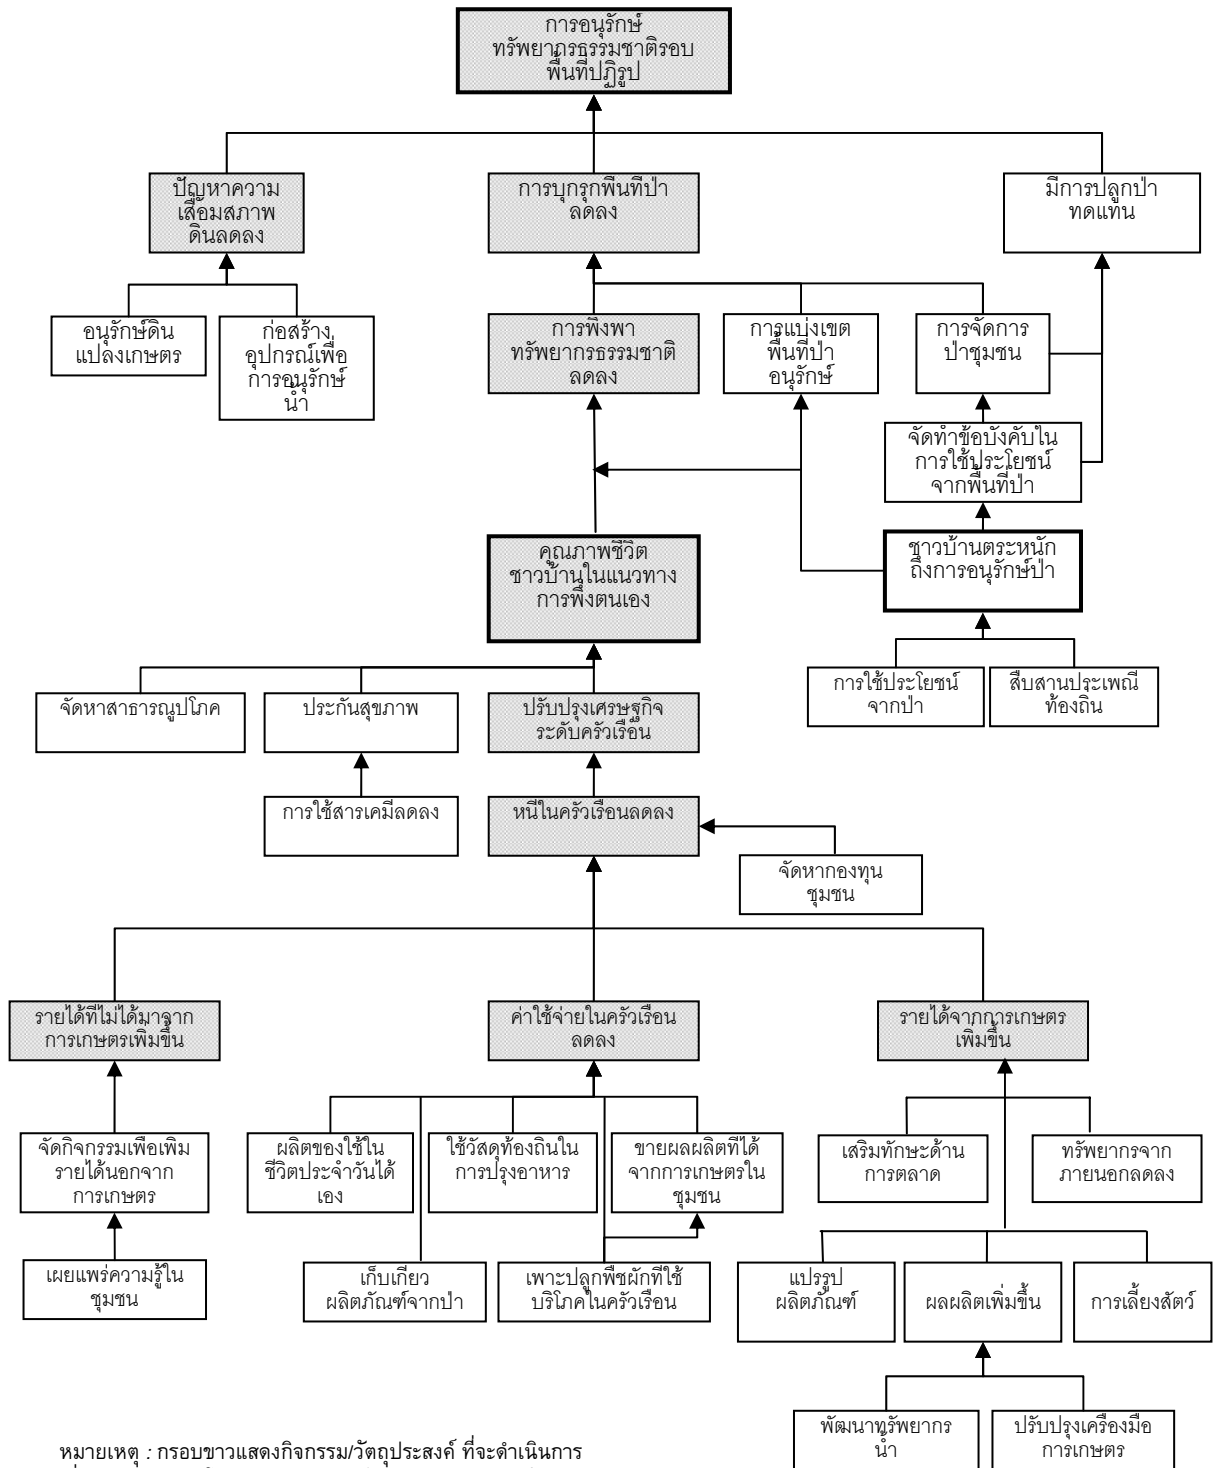 การอนุรักษ์
ทรัพยากรธรรมชาติรอบ
พื้นที่ปฏิรูป
ปัญหาความ
เสื่อมสภาพ
ดินลดลง
การบุกรุกพื้นที่ป่า
ลดลง
มีการปลูกป่า
ทดแทน
อนุรักษ์ดิน
แปลงเกษตร
ก่อสร้าง
อุปกรณ์เพื่อ
การอนุรักษ์
น้ำ
การพึ่งพา
ทรัพยากรธรรมชาติ
ลดลง
การแบ่งเขต
พื้นที่ป่า
อนุรักษ์
การจัดการ
ป่าชุมชน
จัดทำข้อบังคับใน
การใช้ประโยชน์
จากพื้นที่ป่า
คุณภาพชีวิต
ชาวบ้านในแนวทาง
การพึ่งตนเอง
ชาวบ้านตระหนัก
ถึงการอนุรักษ์ป่า
การใช้ประโยชน์
จากป่า
สืบสานประเพณี
ท้องถิ่น
จัดหาสาธารณูปโภค
ประกันสุขภาพ
ปรับปรุงเศรษฐกิจ
ระดับครัวเรือน
การใช้สารเคมีลดลง
หนี้ในครัวเรือนลดลง
จัดหากองทุน
ชุมชน
รายได้ที่ไม่ได้มาจาก
การเกษตรเพิ่มขึ้น
ค่าใช้จ่ายในครัวเรือน
ลดลง
รายได้จากการเกษตร
เพิ่มขึ้น
จัดกิจกรรมเพื่อเพิ่ม
รายได้นอกจาก
การเกษตร
ผลิตของใช้ใน
ชีวิตประจำวันได้
เอง
ใช้วัสดุท้องถิ่นใน
การปรุงอาหาร
ขายผลผลิตที่ได้
จากการเกษตรใน
ชุมชน
เสริมทักษะด้าน
การตลาด
ทรัพยากรจาก
ภายนอกลดลง
เผยแพร่ความรู้ใน
ชุมชน
เก็บเกี่ยว
ผลิตภัณฑ์จากป่า
เพาะปลูกพืชผักที่ใช้
บริโภคในครัวเรือน
แปรรูป
ผลิตภัณฑ์
ผลผลิตเพิ่มขึ้น
การเลี้ยงสัตว์
พัฒนาทรัพยากร
น้ำ
ปรับปรุงเครื่องมือ
การเกษตร
หมายเหตุ : กรอบขาวแสดงกิจกรรม/วัตถุประสงค์ ที่จะดำเนินการ